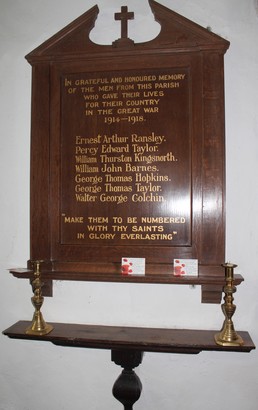 1914-1918.
IN GRATEFUL AND HONOURED MEMORY
OF THE MEN FROM THIS PARISH
WHO GAVE THEIR LIVES
FOR THEIR COUNTRY
IN THE GREAT WAR
1914—1918.
Ernest Arthur Ransley.
Percy Edward Taylor.
William Thurston Kingsnorth.
William John Barnes.
George Thomas Hopkins.
George Thomas Taylor.
Walter George Colchin.
"MAKE THEM TO BE NUMBERED
WITH THY SAINTS
IN GLORY EVERLASTING"